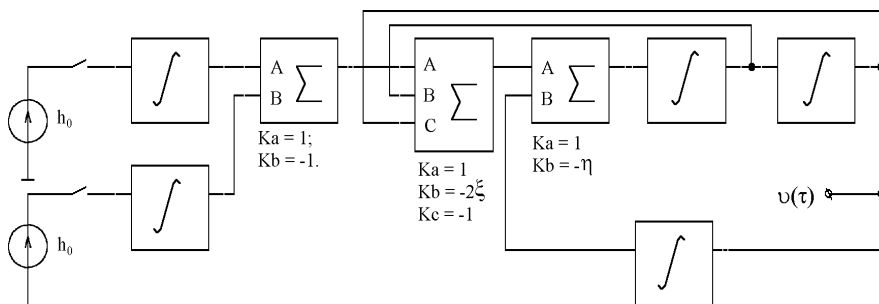 h₀
A
B
Ka = 1;
Kb = -1.
A
B
C
Ka = 1
Kb = -2ξ
Kc = -1
A
B
Ka = 1
Kb = -η
h₀
υ(τ)